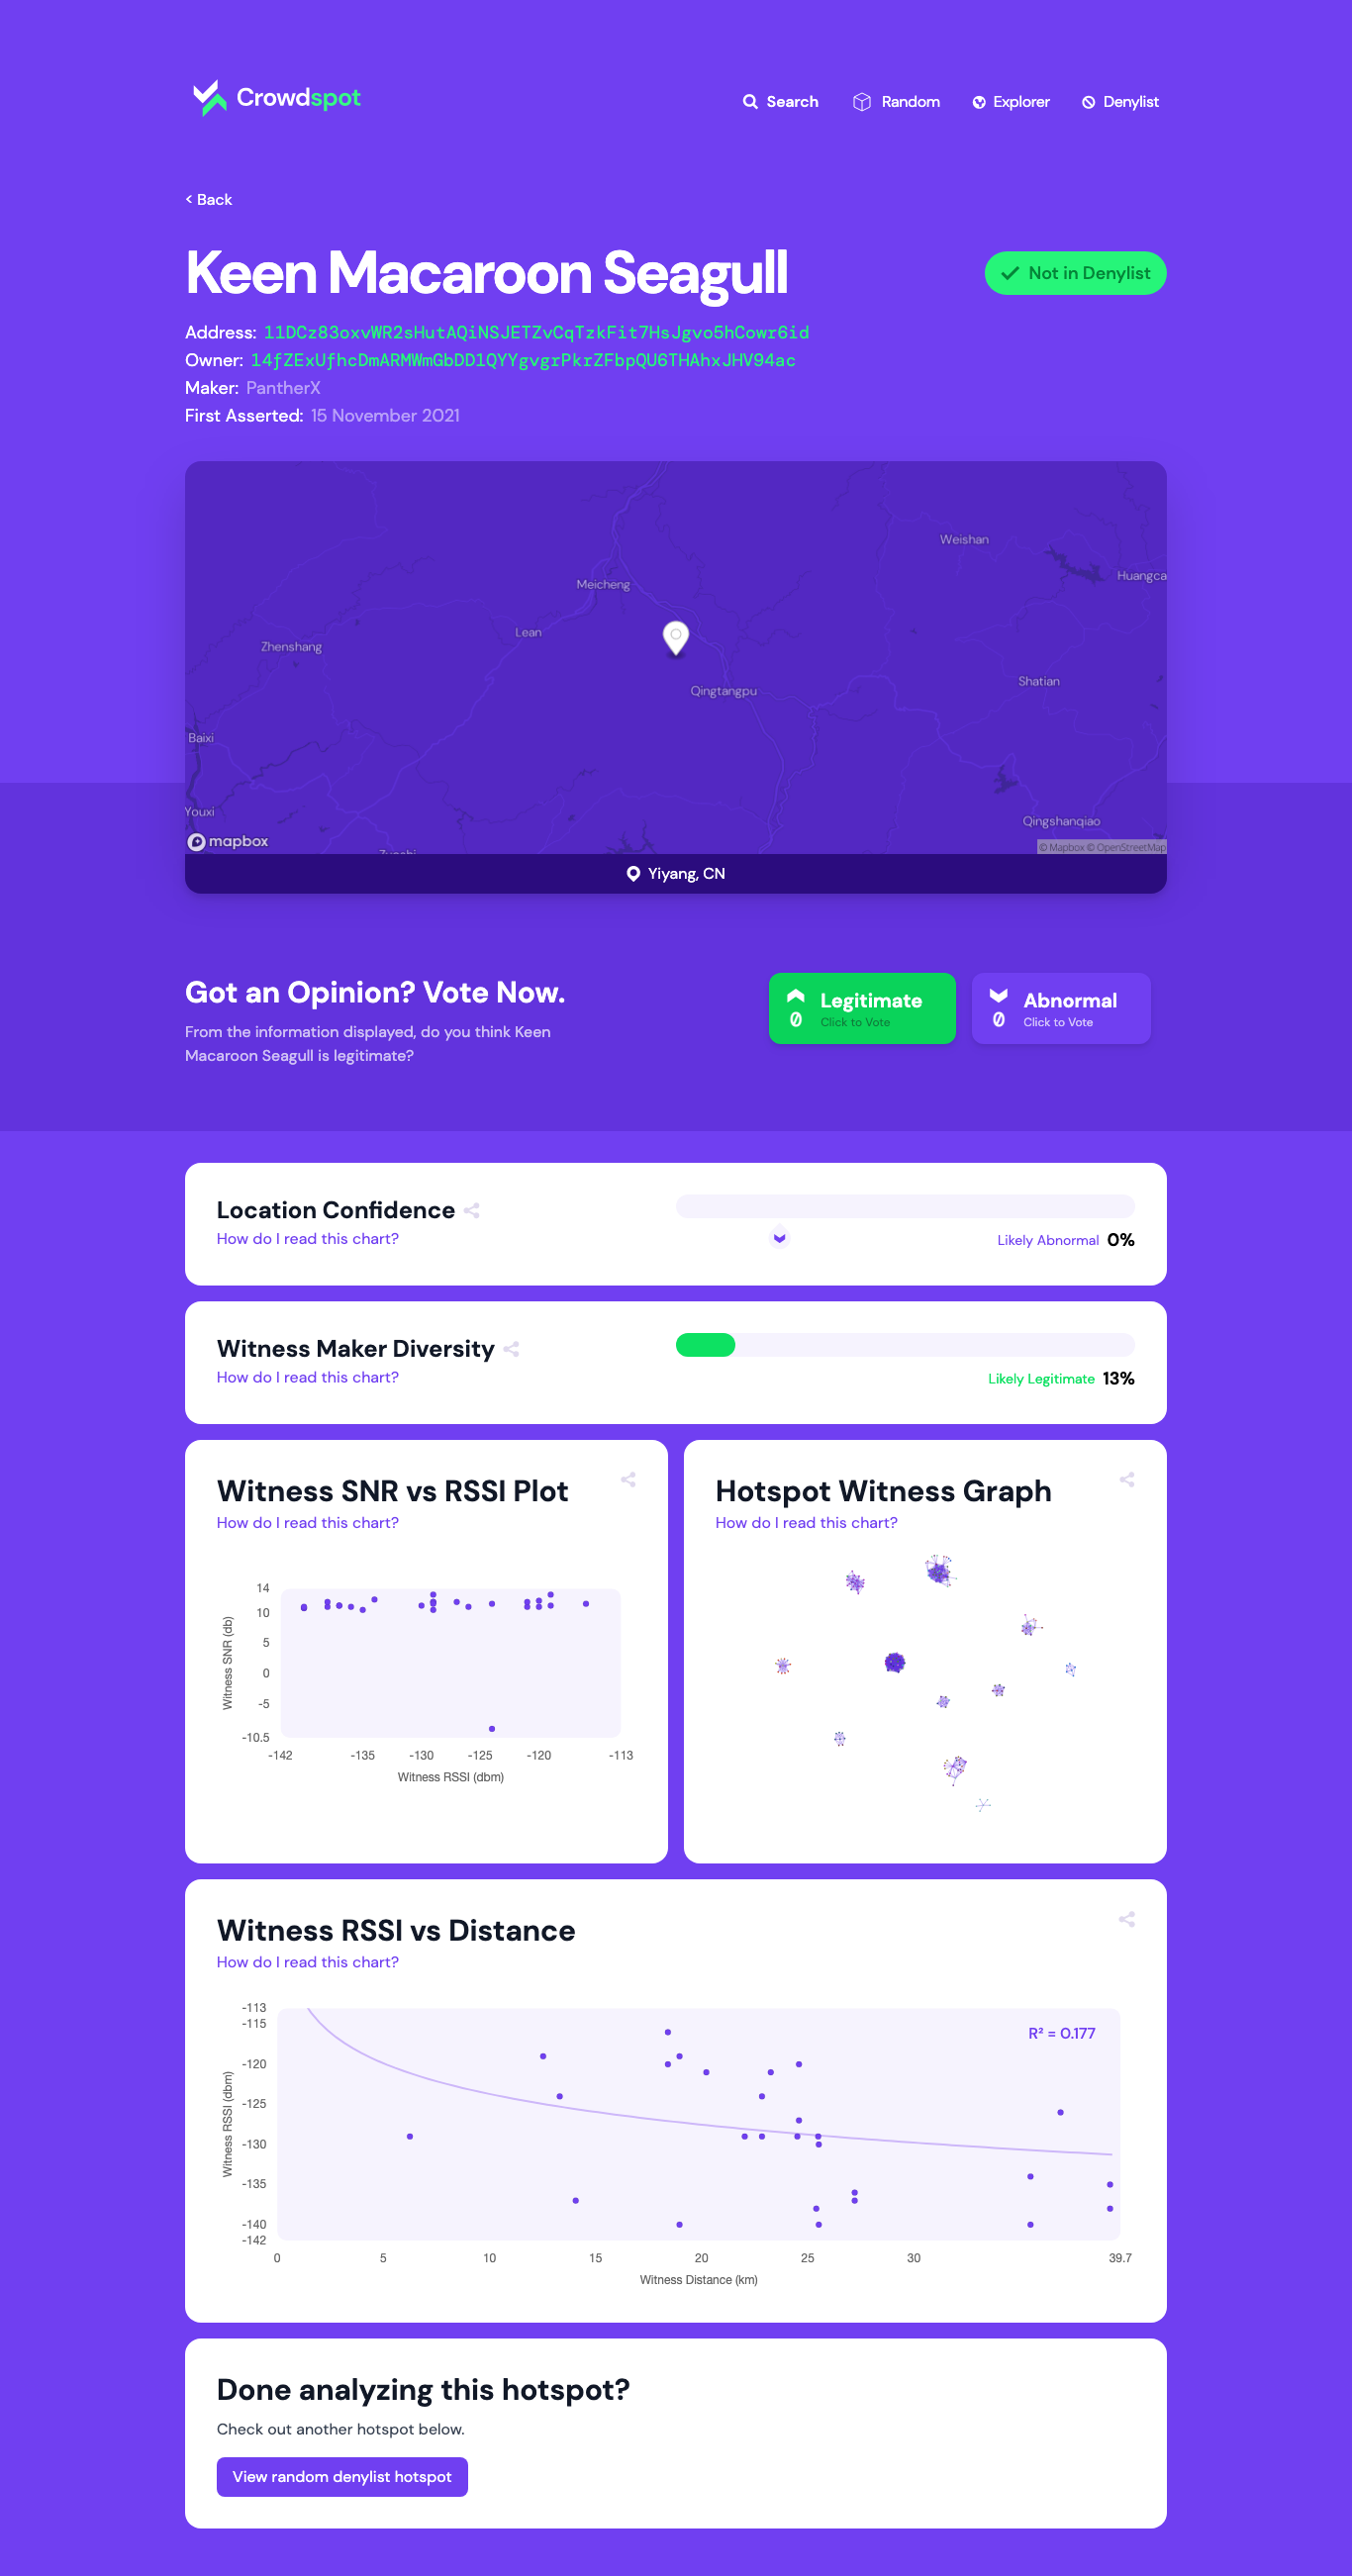 Crowdspot
Search
Random
Explorer
Denylist
< Back
Keen Macaroon Seagull
Not in Denylist
Address: 11DCz83oxvWR2sHutAQiNSJETZvCqTzkFit7HsJgvo5hCowr6id
Owner: 14fZExUfhcDmARMWmGbDD1QYYgvgrPkrZFbpQU6THAhxJHV94ac
Maker: PantherX
First Asserted: 15 November 2021
Weishan
Huangca
Meicheng
Lean
Zhenshang
Shatian
Qingtangpu
Baixi
Youxi
Qingshanqiao
mapbox
© Mapbox © OpenStreetMap
Yiyang, CN
Got an Opinion? Vote Now.
From the information displayed, do you think Keen
Macaroon Seagull is legitimate?
Legitimate
0
Click to Vote
Abnormal
0
Click to Vote
Location Confidence
How do I read this chart?
Likely Abnormal 0%
Witness Maker Diversity
How do I read this chart?
Likely Legitimate 13%
Witness SNR vs RSSI Plot
How do I read this chart?
14
10
5
0
-5
-10.5
Witness SNR (db)
-142
-135
-130
-125
-120
-113
Witness RSSI (dbm)
Hotspot Witness Graph
How do I read this chart?
Witness RSSI vs Distance
How do I read this chart?
R² = 0.177
-113
-115
-120
-125
-130
-135
-140
-142
Witness RSSI (dbm)
0
5
10
15
20
25
30
39.7
Witness Distance (km)
Done analyzing this hotspot?
Check out another hotspot below.
View random denylist hotspot